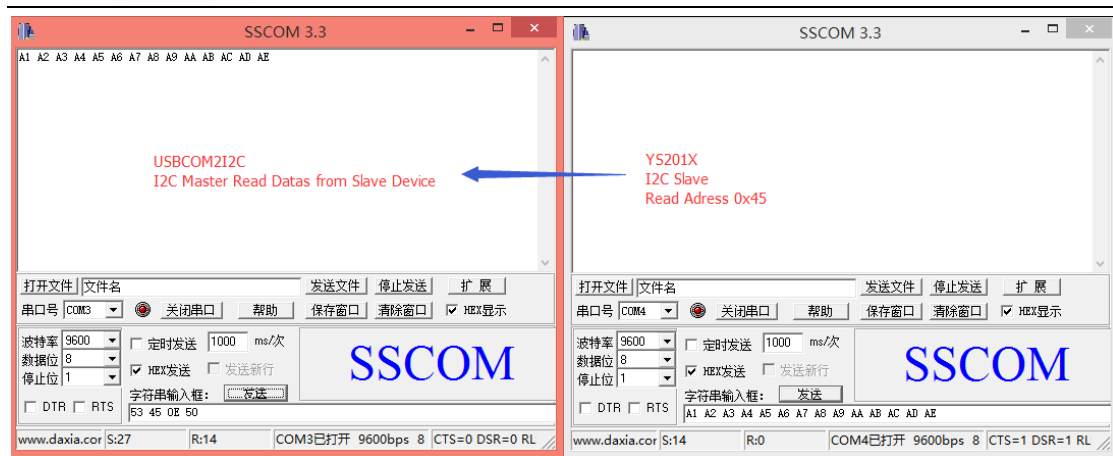 SSCOM 3.3
A1 A2 A3 A4 A5 A6 A7 A8 A9 AA AB AC AD AE
USBCOM2I2C
I2C Master Read Datas from Slave Device
打开文件 文件名 发送文件 停止发送 扩 展
串口号 COM3 关闭串口 帮助 保存窗口 清除窗口 HEX显示
波特率 9600 定时发送 1000 ms/次
数据位 8 HEX发送 发送新行
停止位 1 字符串输入框: 发送
DTR RTS 53 45 0E 50
SSCOM
www.daxia.cor S:27 R:14 COM3已打开 9600bps 8 CTS=0 DSR=0 RL
SSCOM 3.3
YS201X
I2C Slave
Read Adress 0x45
打开文件 文件名 发送文件 停止发送 扩 展
串口号 COM4 关闭串口 帮助 保存窗口 清除窗口 HEX显示
波特率 9600 定时发送 1000 ms/次
数据位 8 HEX发送 发送新行
停止位 1 字符串输入框: 发送
DTR RTS A1 A2 A3 A4 A5 A6 A7 A8 A9 AA AB AC AD AE
SSCOM
www.daxia.cor S:14 R:0 COM4已打开 9600bps 8 CTS=1 DSR=1 RL